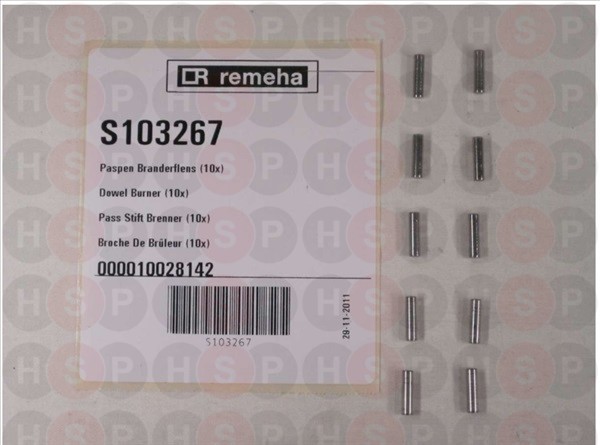 remeha
S103267
Paspen Branderflens (10x)
Dowel Burner (10x)
Pass Stift Brenner (10x)
Broche De Brûleur (10x)
000010028142
S103267
29-11-2011